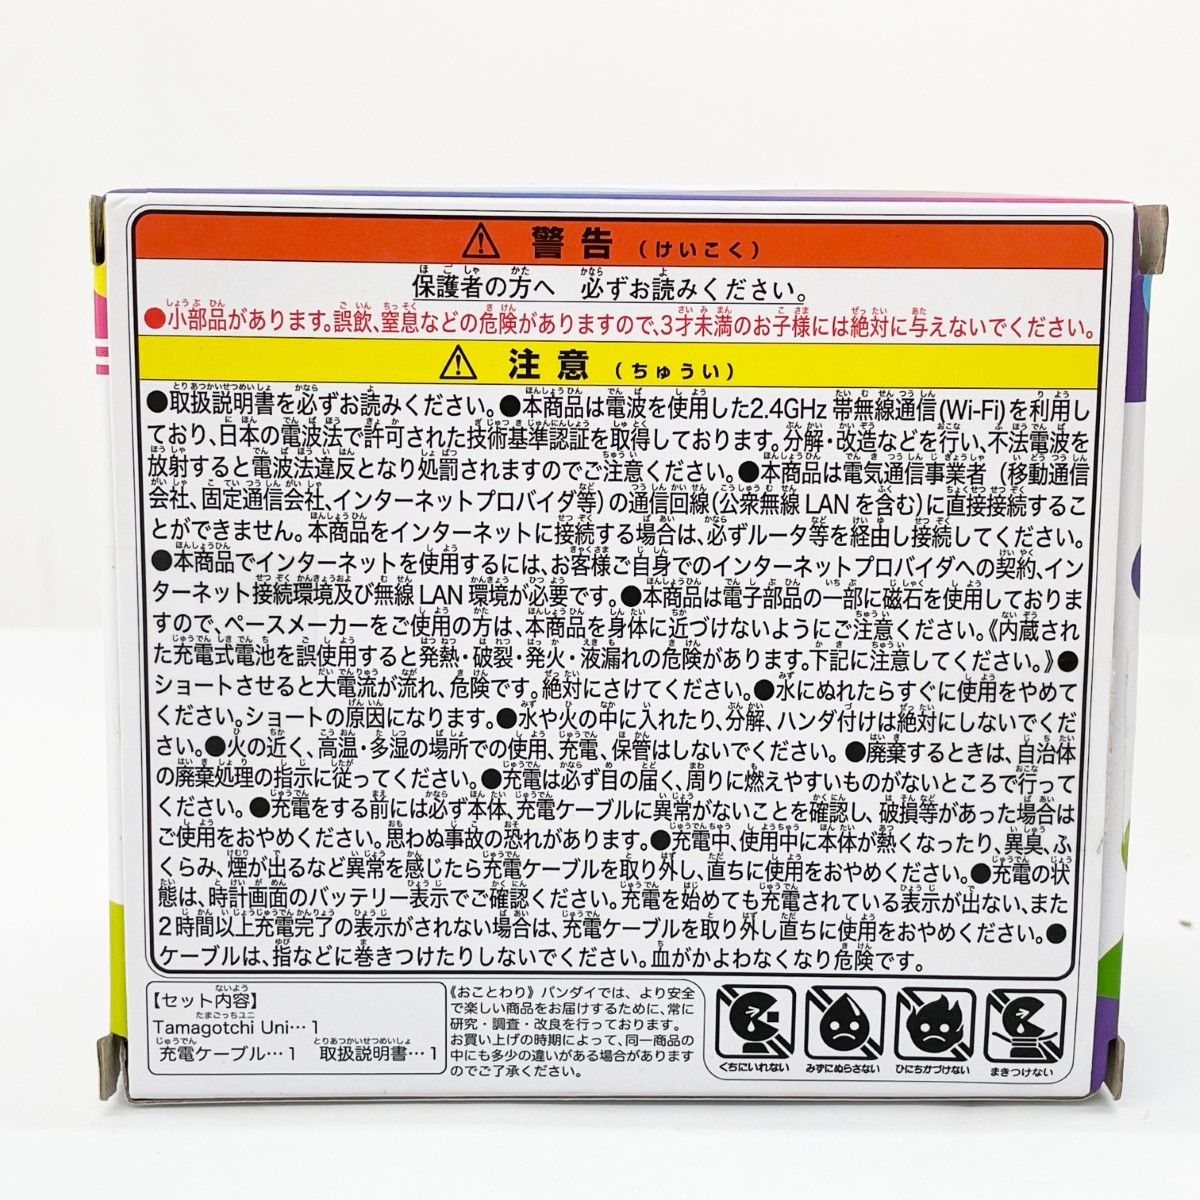 警告（けいこく）
保護者の方へ 必ずお読みください。
●小部品があります。誤飲、窒息などの危険がありますので、3才未満のお子様には絶対に与えないでください。
注意（ちゅうい）
●取扱説明書を必ずお読みください。●本商品は電波を使用した2.4GHz 帯無線通信(Wi-Fi)を利用し
ており、日本の電波法で許可された技術基準認証を取得しております。分解・改造などを行い、不法電波を
放射すると電波法違反となり処罰されますのでご注意ください。●本商品は電気通信事業者（移動通信
会社、固定通信会社、インターネットプロバイダ等）の通信回線(公衆無線 LAN を含む)に直接接続するこ
とができません。本商品をインターネットに接続する場合は、必ずルータ等を経由し接続してください。
●本商品でインターネットを使用するには、お客様ご自身でのインターネットプロバイダへの契約、イン
ターネット接続環境及び無線 LAN 環境が必要です。●本商品は電子部品の一部に磁石を使用しておりま
すので、ペースメーカーをご使用の方は、本商品を身体に近づけないようにご注意ください。《内蔵され
た充電式電池を誤使用すると発熱・破裂・発火・液漏れの危険があります。下記に注意してください。》●
ショートさせると大電流が流れ、危険です。絶対にさけてください。●水にぬれたらすぐに使用をやめて
ください。ショートの原因になります。●水や火の中に入れたり、分解、ハンダ付けは絶対にしないでくだ
さい。●火の近く、高温・多湿の場所での使用、充電、保管はしないでください。●廃棄するときは、自治体
の廃棄処理の指示に従ってください。●充電は必ず目の届く、周りに燃えやすいものがないところで行って
ください。●充電をする前には必ず本体、充電ケーブルに異常がないことを確認し、破損等があった場合は
ご使用をおやめください。思わぬ事故の恐れがあります。●充電中、使用中に本体が熱くなったり、異臭、ふ
くらみ、煙が出るなど異常を感じたら充電ケーブルを取り外し、直ちに使用をおやめください。●充電の状
態は、時計画面のバッテリー表示でご確認ください。充電を始めても充電されている表示が出ない、また
2時間以上充電完了の表示がされない場合は、充電ケーブルを取り外し直ちに使用をおやめください。●
ケーブルは、指などに巻きつけたりしないでください。血がかよわなくなり危険です。
【セット内容】
Tamagotchi Uni…1
充電ケーブル…1 取扱説明書…1
《おことわり》バンダイでは、より安全
で楽しい商品をお届けするために、常に
研究・調査・改良を行っております。
お買い上げの時期によって、同一商品の
中にも多少の違いがある場合があります
のでご了承ください。
くちにいれない
みずにぬらさない
ひにちかづけない
まきつけない